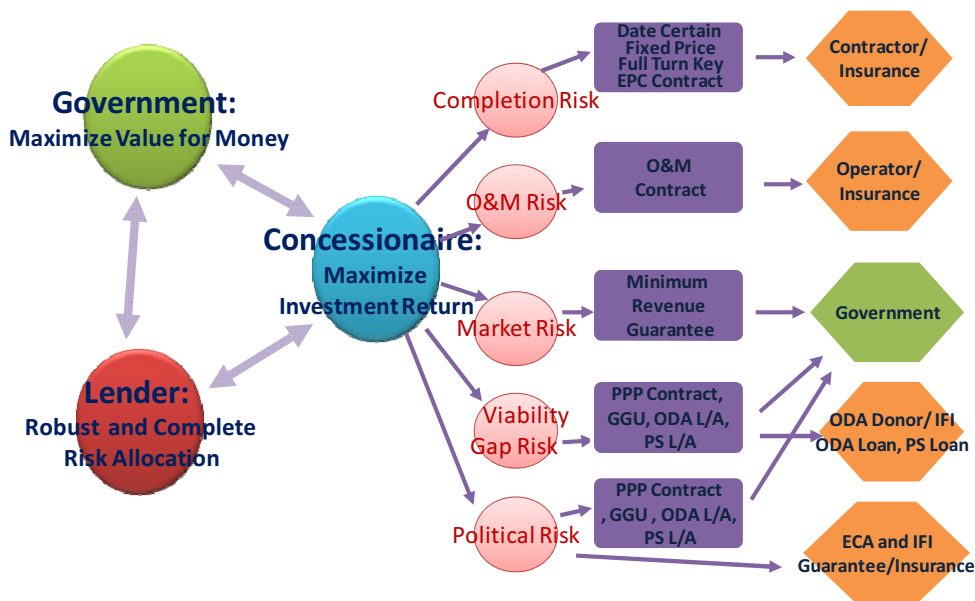 Government:
Maximize Value for Money
Concessionaire:
Maximize
Investment Return
Lender:
Robust and Complete
Risk Allocation
Completion Risk
Date Certain
Fixed Price
Full Turn Key
EPC Contract
Contractor/
Insurance
O&M Risk
O&M
Contract
Operator/
Insurance
Market Risk
Minimum
Revenue
Guarantee
Government
Viability
Gap Risk
PPP Contract,
GGU, ODA L/A,
PS L/A
ODA Donor/ IFI
ODA Loan, PS Loan
Political Risk
PPP Contract
, GGU , ODA L/A,
PS L/A
ECA and IFI
Guarantee/Insurance